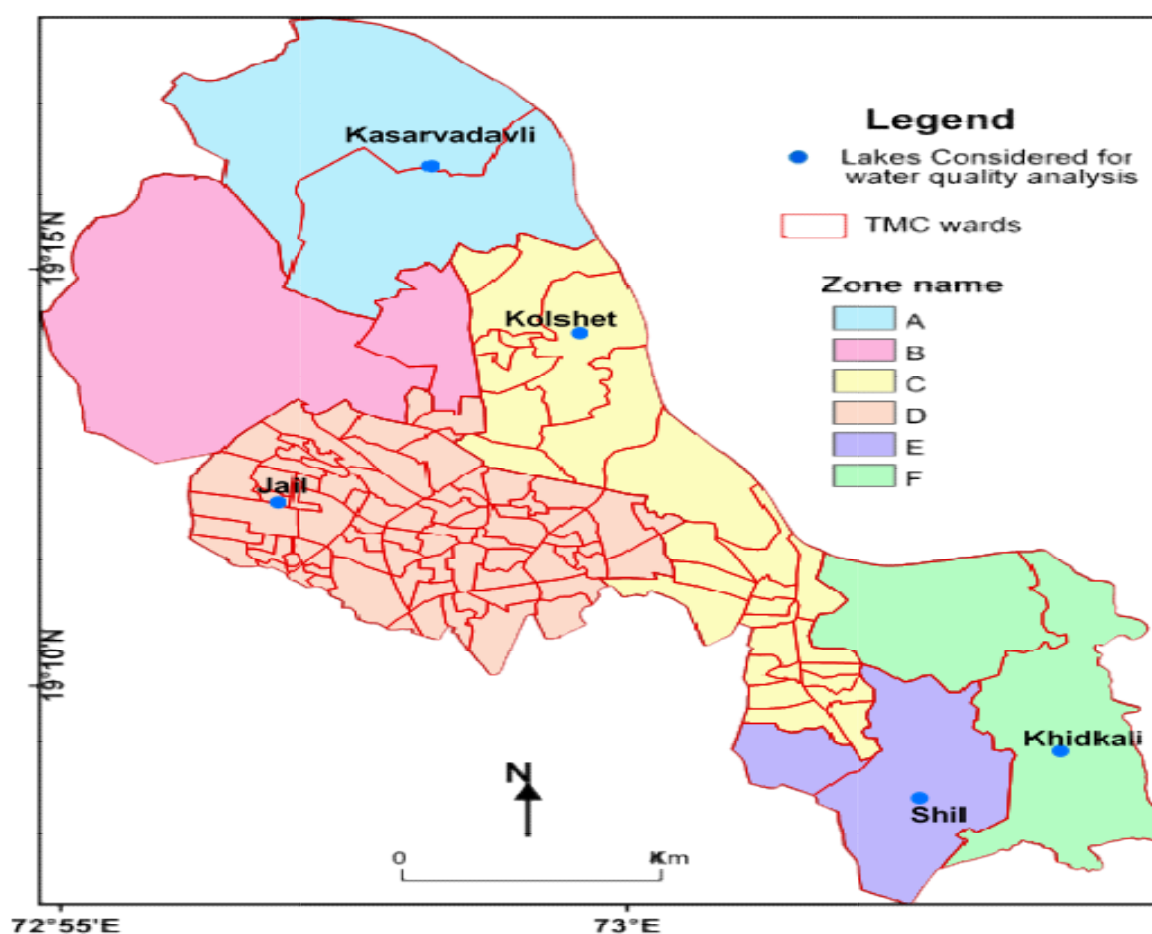 Kasarvadavli
Legend
Lakes Considered for
water quality analysis
TMC wards
19°15'N
Zone name
Kolshet
A
B
C
D
E
F
Jail
19°10'N
Khidkali
N
Shil
0
Km
72°55'E
73°E